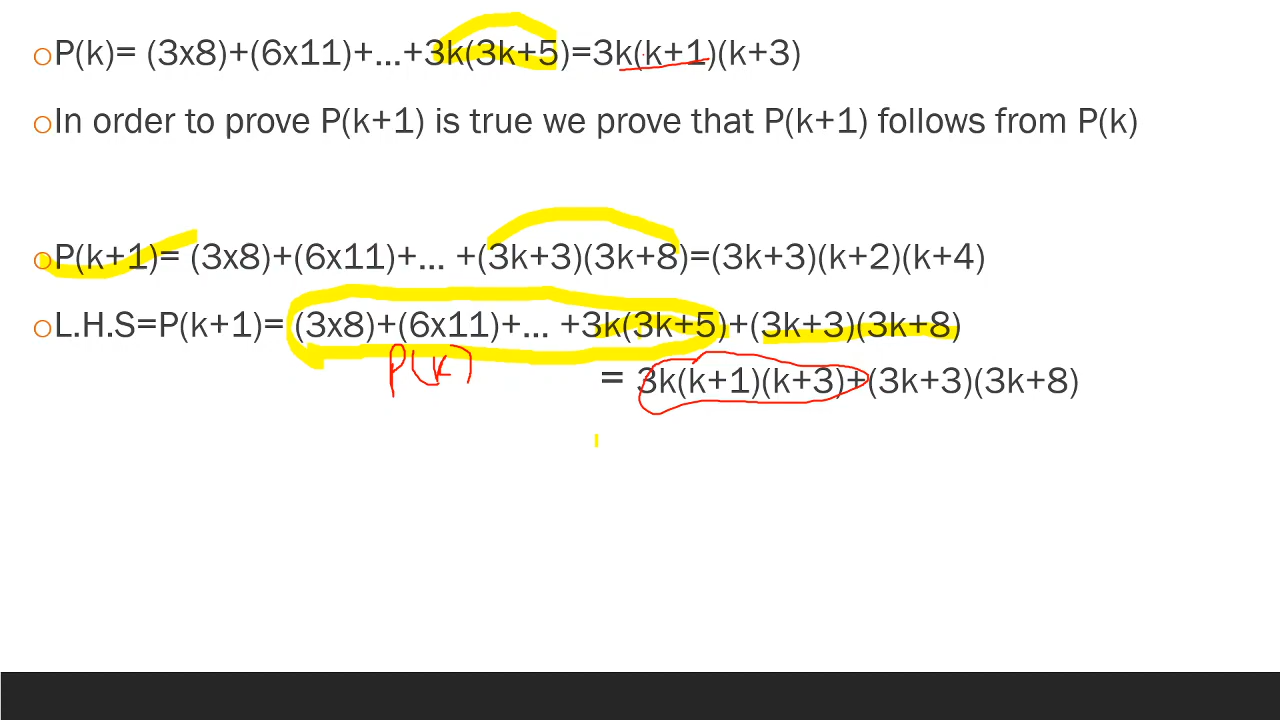 P(k)= (3x8)+(6x11)+...+3k(3k+5)=3k(k+1)(k+3)
In order to prove P(k+1) is true we prove that P(k+1) follows from P(k)
P(k+1)= (3x8)+(6x11)+... +(3k+3)(3k+8)=(3k+3)(k+2)(k+4)
L.H.S=P(k+1)= (3x8)+(6x11)+... +3k(3k+5)+(3k+3)(3k+8)
P(k)
= 3k(k+1)(k+3)+(3k+3)(3k+8)